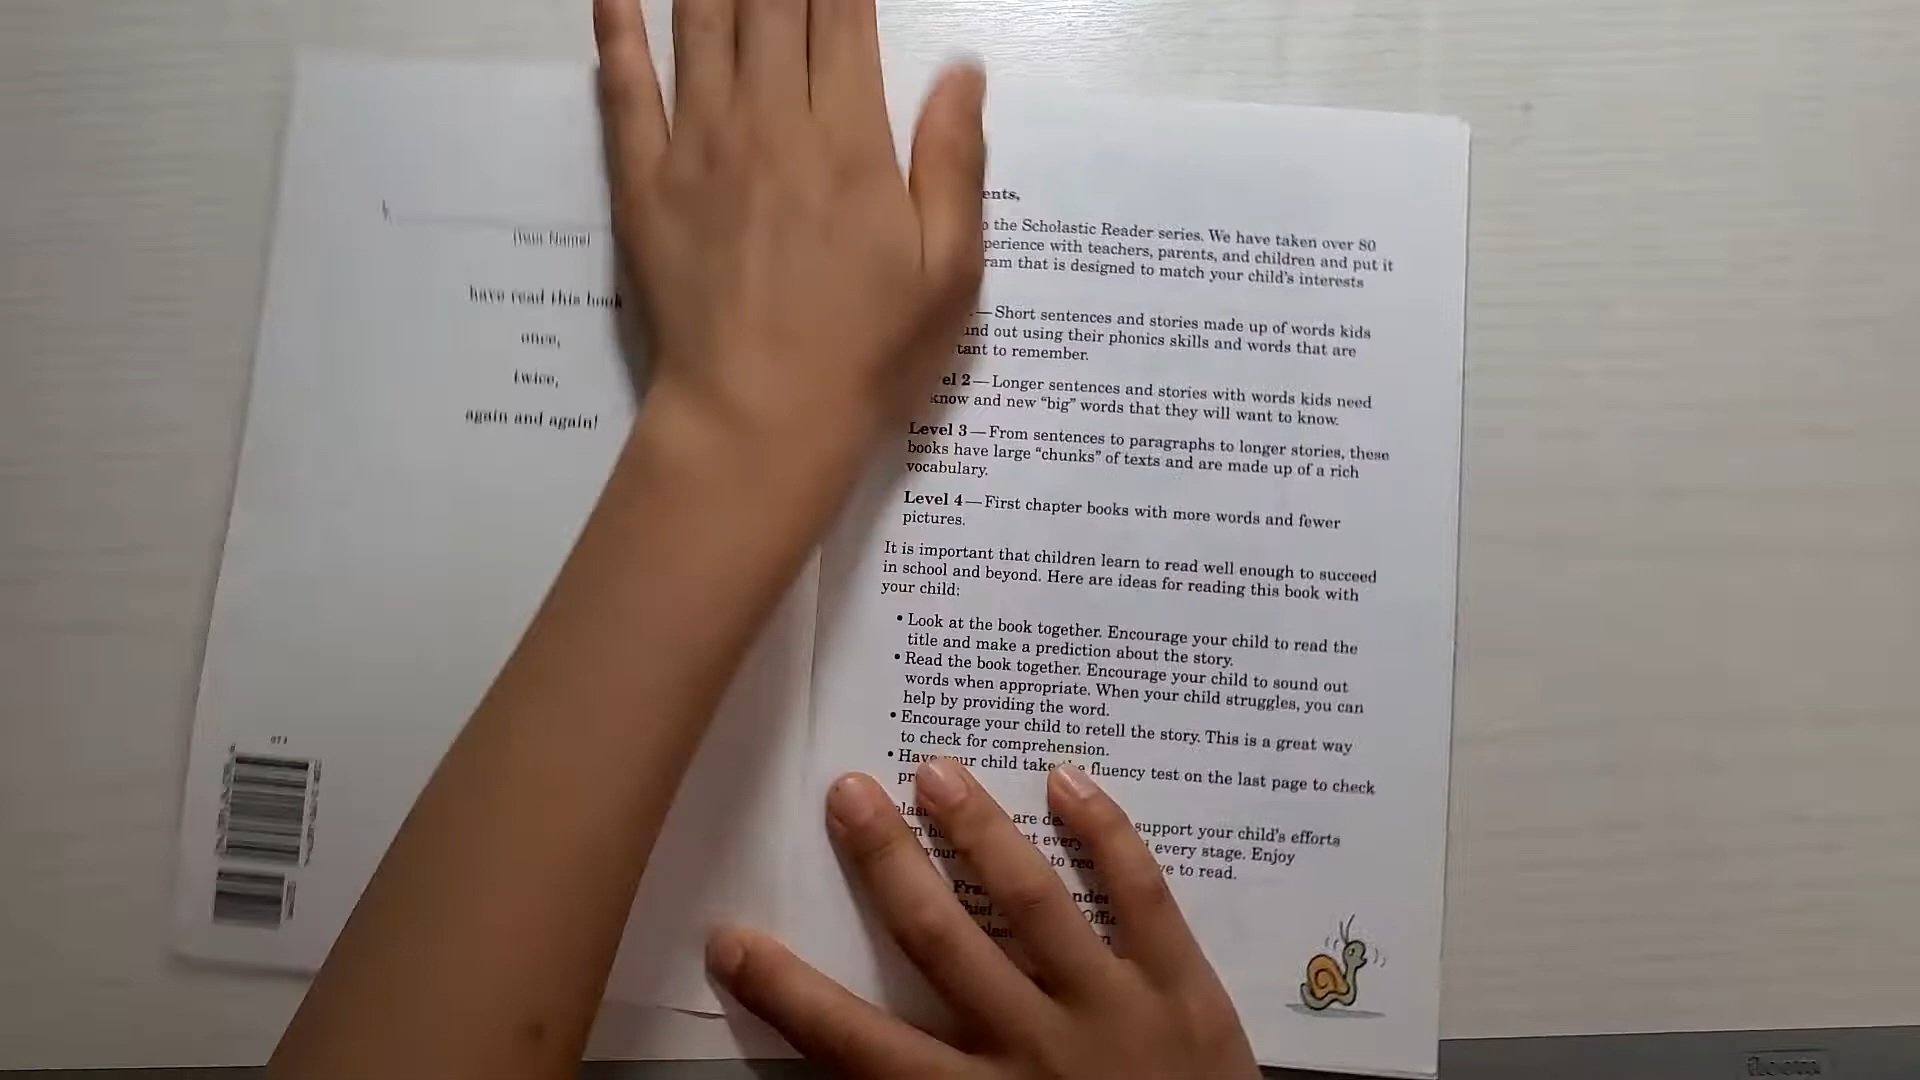 I,
(Your Name)
have read this book
once,
twice,
again and again!
the Scholastic Reader series. We have taken over 80
with teachers, parents, and children and put it
that is designed to match your child's interests
—Short sentences and stories made up of words kids
out using their phonics skills and words that are
to remember.
2—Longer sentences and stories with words kids need
know and new “big” words that they will want to know.
Level 3—From sentences to paragraphs to longer stories, these
books have large “chunks” of texts and are made up of a rich
vocabulary.
Level 4—First chapter books with more words and fewer
pictures.
It is important that children learn to read well enough to succeed
in school and beyond. Here are ideas for reading this book with
your child:
• Look at the book together. Encourage your child to read the
title and make a prediction about the story.
• Read the book together. Encourage your child to sound out
words when appropriate. When your child struggles, you can
help by providing the word.
• Encourage your child to retell the story. This is a great way
to check for comprehension.
• Have your child take the fluency test on the last page to check
are support your child's efforts
every stage. Enjoy
your to to read.